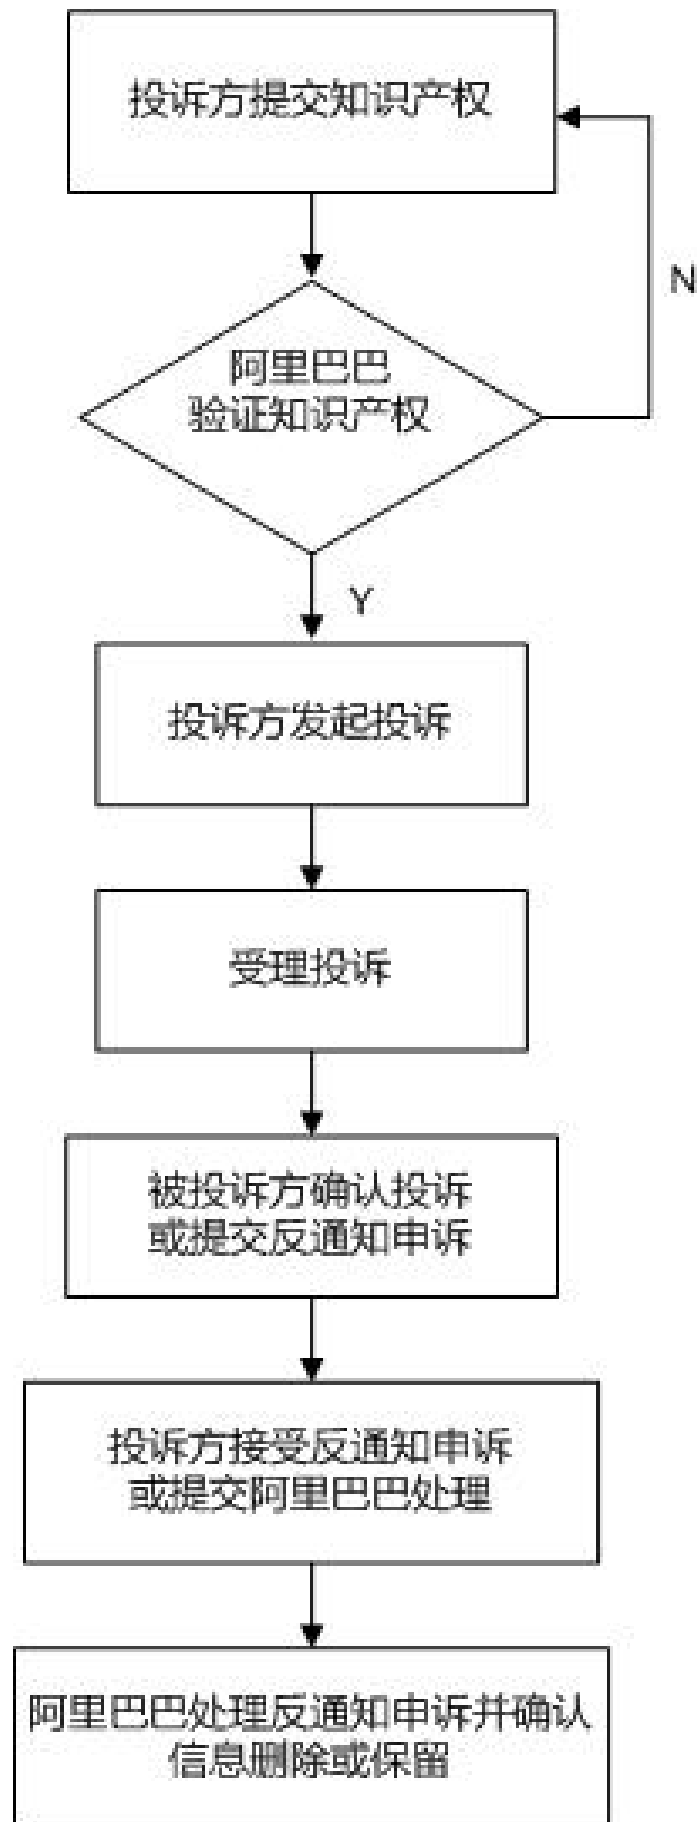 投诉方提交知识产权
N
阿里巴巴
验证知识产权
Y
投诉方发起投诉
受理投诉
被投诉方确认投诉
或提交反通知申诉
投诉方接受反通知申诉
或提交阿里巴巴处理
阿里巴巴处理反通知申诉并确认
信息删除或保留